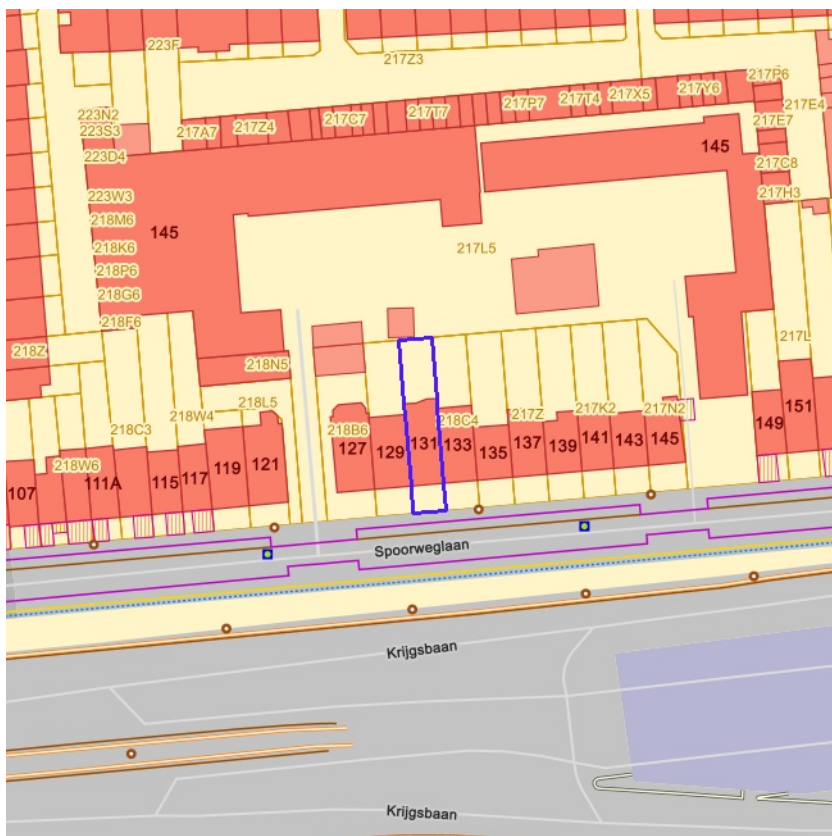 223F
217Z3
217P6
217Y6
217X5
217T4
217P7
217T7
217C7
217Z4
217A7
217E4
217E7
223N2
223S3
223D4
145
217C8
217H3
223W3
218M6
145
218K6
217L5
218P6
218G6
218F6
217L
218Z
218N5
218L5
218W4
218C3
218B6
218C4
217Z
217K2
217N2
218W6
107
111A
115
117
119
121
127
129
131
133
135
137
139
141
143
145
149
151
Spoorweglaan
Krijgsbaan
Krijgsbaan